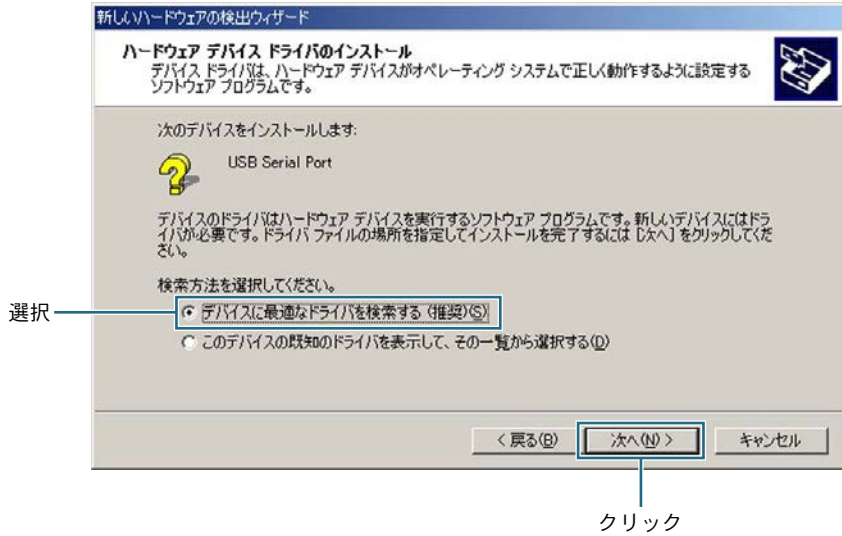 新しいハードウェアの検出ウィザード
ハードウェア デバイス ドライバのインストール
デバイス ドライバは、ハードウェア デバイスがオペレーティング システムで正しく動作するように設定する
ソフトウェア プログラムです。
次のデバイスをインストールします:
USB Serial Port
デバイスのドライバはハードウェア デバイスを実行するソフトウェア プログラムです。新しいデバイスにはドラ
イバが必要です。ドライバ ファイルの場所を指定してインストールを完了するには [次へ] をクリックしてくだ
さい。
検索方法を選択してください。
選択
デバイスに最適なドライバを検索する (推奨)(S)
このデバイスの既知のドライバを表示して、その一覧から選択する(D)
< 戻る(B)
次へ(N) >
キャンセル
クリック